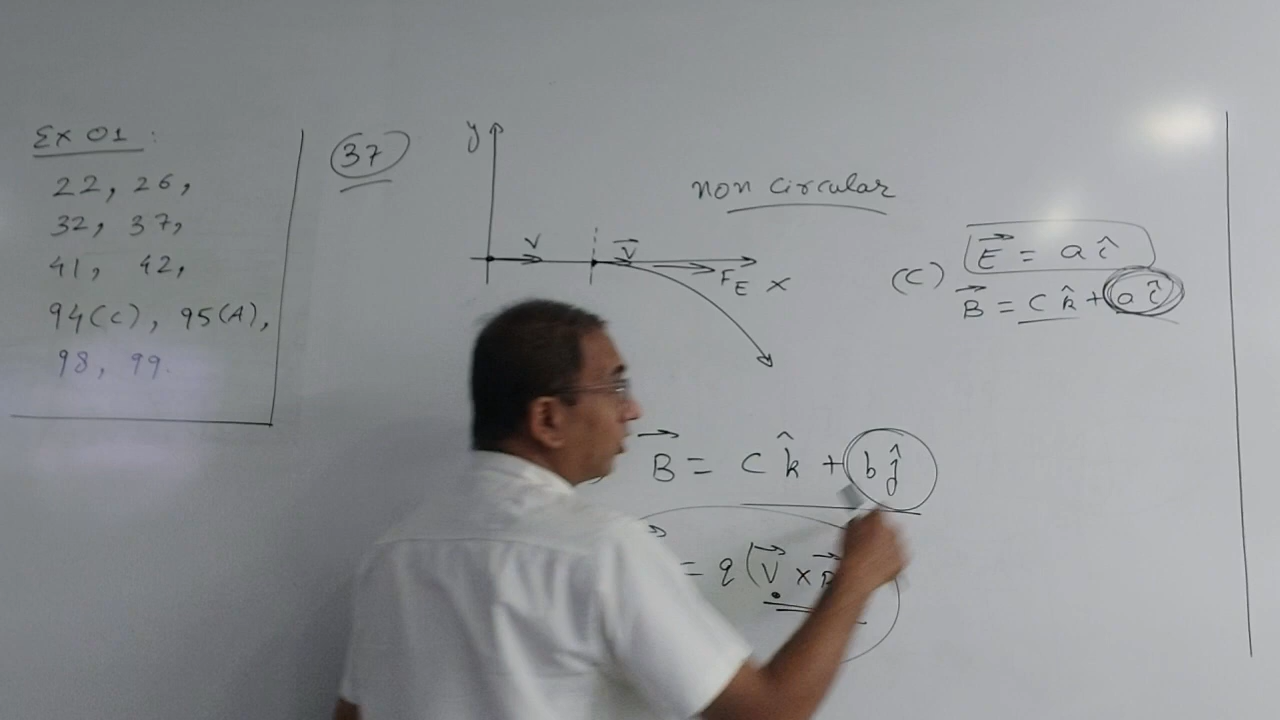 Ex 01 :
22, 26,
32, 37,
41, 42,
94(c), 95(A),
98, 99.
37
y
V
V⃗
F_E
x
non circular
(C) E⃗ = a î
B⃗ = c k̂ + a î
B⃗ = C k̂ + b ĵ
= q (V⃗ ×